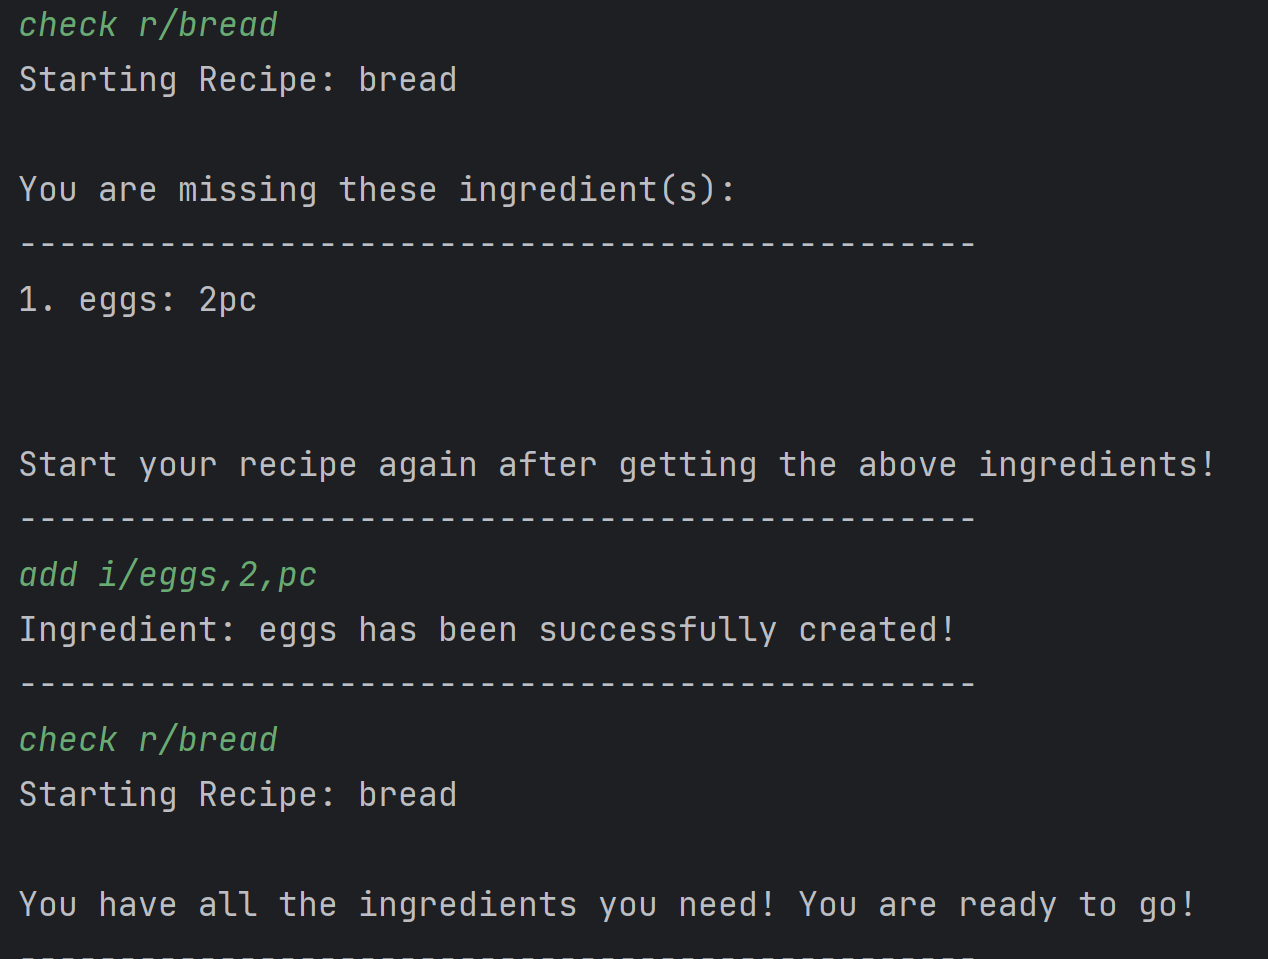 check r/bread
Starting Recipe: bread
You are missing these ingredient(s):
------------------------------------------------
1. eggs: 2pc
Start your recipe again after getting the above ingredients!
------------------------------------------------
add i/eggs,2,pc
Ingredient: eggs has been successfully created!
------------------------------------------------
check r/bread
Starting Recipe: bread
You have all the ingredients you need! You are ready to go!
------------------------------------------------